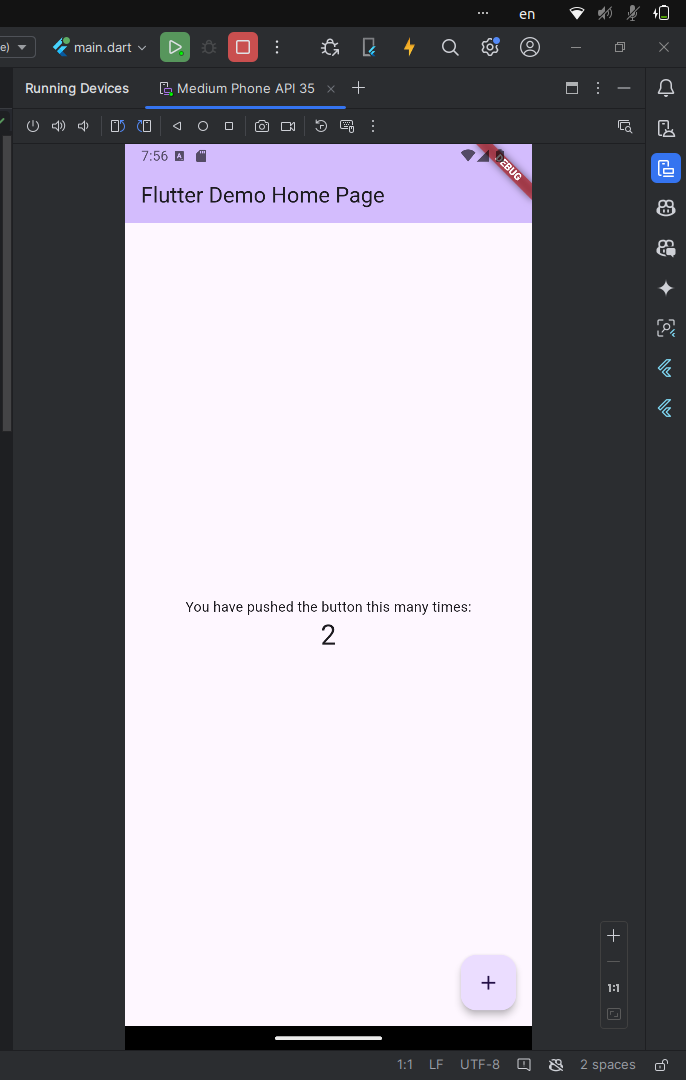 en
e)
main.dart
Running Devices
Medium Phone API 35
7:56
A
DEBUG
Flutter Demo Home Page
You have pushed the button this many times:
2
1:1
1:1 LF UTF-8 2 spaces